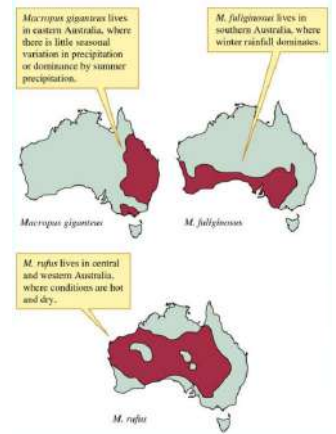 Macropus giganteus lives
in eastern Australia, where
there is little seasonal
variation in precipitation
or dominance by summer
precipitation.
M. fuliginosus lives in
southern Australia, where
winter rainfall dominates.
Macropus giganteus
M. fuliginosus
M. rufus lives in central
and western Australia,
where conditions are hot
and dry.
M. rufus